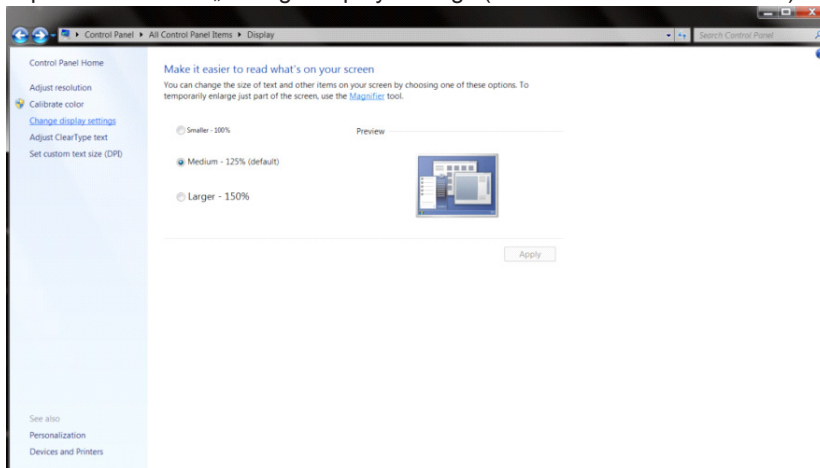 Control Panel ▸ All Control Panel Items ▸ Display
Search Control Panel
Control Panel Home
Adjust resolution
Calibrate color
Change display settings
Adjust ClearType text
Set custom text size (DPI)
Make it easier to read what's on your screen
You can change the size of text and other items on your screen by choosing one of these options. To
temporarily enlarge just part of the screen, use the Magnifier tool.
Smaller - 100%
Preview
Medium - 125% (default)
Larger - 150%
Apply
See also
Personalization
Devices and Printers